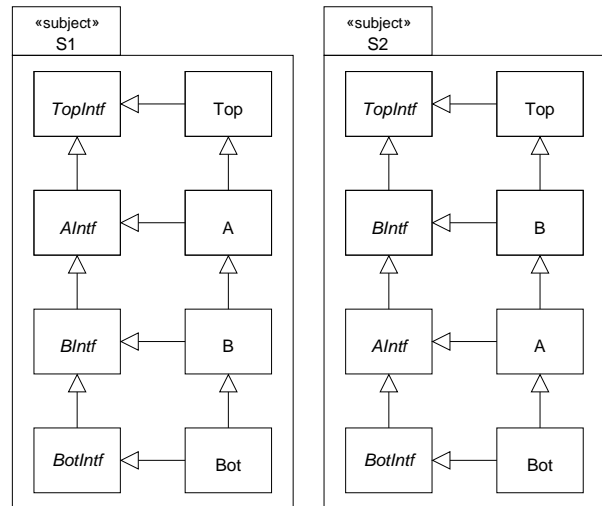 «subject»
S1
TopIntf
Top
AIntf
A
BIntf
B
BotIntf
Bot
«subject»
S2
TopIntf
Top
BIntf
B
AIntf
A
BotIntf
Bot